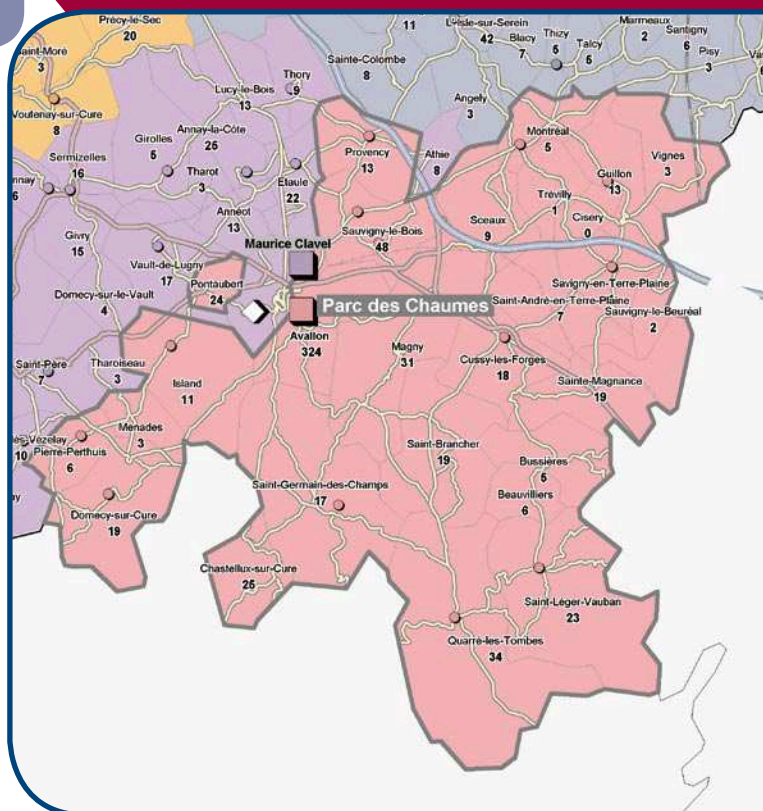 Précy-le-Sec
20
Saint-Moré
3
Voutenay-sur-Cure
8
Sermizelles
16
Girolles
5
Annay-la-Côte
25
Lucy-le-Bois
13
Thory
9
Tharot
3
Etaule
22
Annéot
13
Givry
15
Vault-de-Lugny
17
Domecy-sur-le-Vault
4
Saint-Père
7
Tharoiseau
3
Pontaubert
24
Maurice Clavel
Parc des Chaumes
Avallon
324
11
Sainte-Colombe
8
L'Isle-sur-Serein
42
Blacy
7
Thizy
5
Talcy
5
Marmeaux
2
Santigny
6
Pisy
3
Angely
3
Athie
8
Provency
13
Sauvigny-le-Bois
48
Montréal
5
Guillon
13
Vignes
3
Trévilly
1
Cisery
0
Sceaux
9
Savigny-en-Terre-Plaine
Saint-André-en-Terre-Plaine
7
Sauvigny-le-Beuréal
2
Magny
31
Cussy-les-Forges
18
Sainte-Magnance
19
Island
11
Menades
3
Pierre-Perthuis
6
10
Domecy-sur-Cure
19
Saint-Brancher
19
Bussières
5
Beauvilliers
6
Saint-Germain-des-Champs
17
Chastellux-sur-Cure
25
Saint-Léger-Vauban
23
Quarré-les-Tombes
34